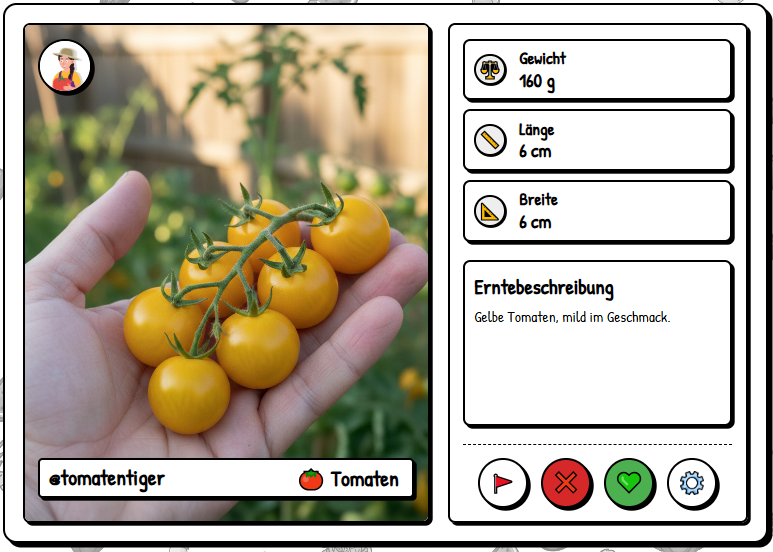 @tomatentiger
Tomaten
Gewicht
160 g
Länge
6 cm
Breite
6 cm
Erntebeschreibung
Gelbe Tomaten, mild im Geschmack.